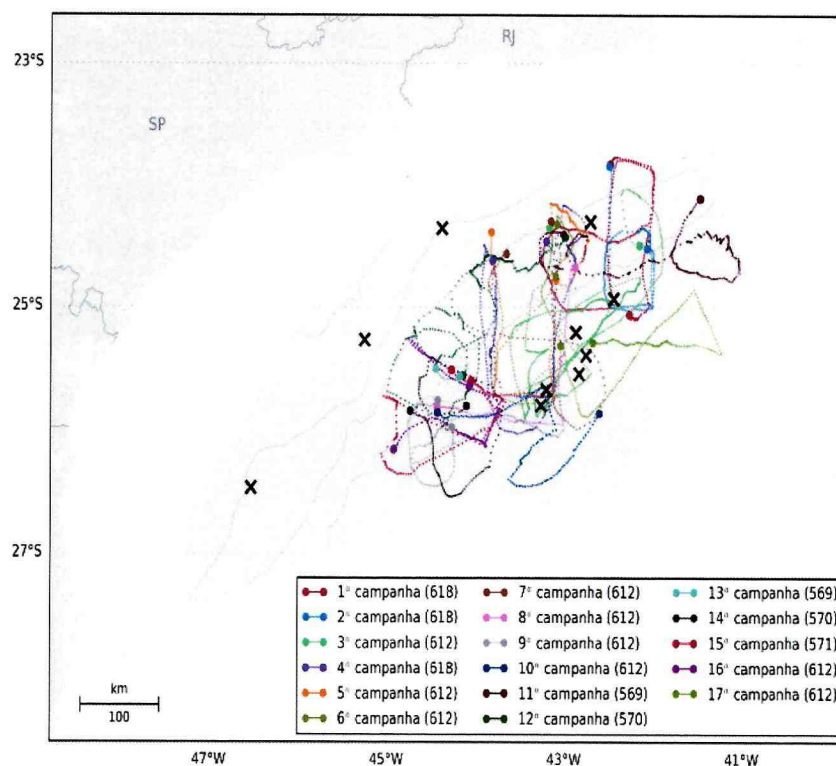 RJ
23°S
SP
25°S
27°S
1ª campanha (618)
2ª campanha (618)
3ª campanha (612)
4ª campanha (618)
5ª campanha (612)
6ª campanha (612)
7ª campanha (612)
8ª campanha (612)
9ª campanha (612)
10ª campanha (612)
11ª campanha (569)
12ª campanha (570)
13ª campanha (569)
14ª campanha (570)
15ª campanha (571)
16ª campanha (612)
17ª campanha (612)
km
100
47°W 45°W 43°W 41°W